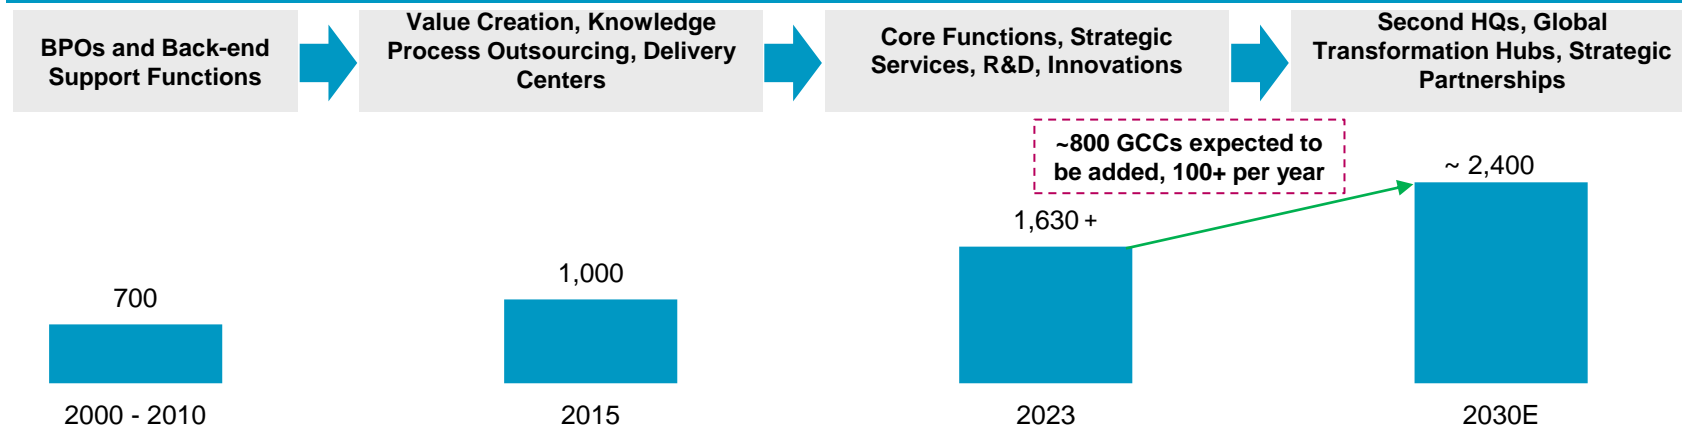 BPOs and Back-end
Support Functions
Value Creation, Knowledge
Process Outsourcing, Delivery
Centers
Core Functions, Strategic
Services, R&D, Innovations
Second HQs, Global
Transformation Hubs, Strategic
Partnerships
~800 GCCs expected to
be added, 100+ per year
700
1,000
1,630 +
~ 2,400
2000 - 2010
2015
2023
2030E